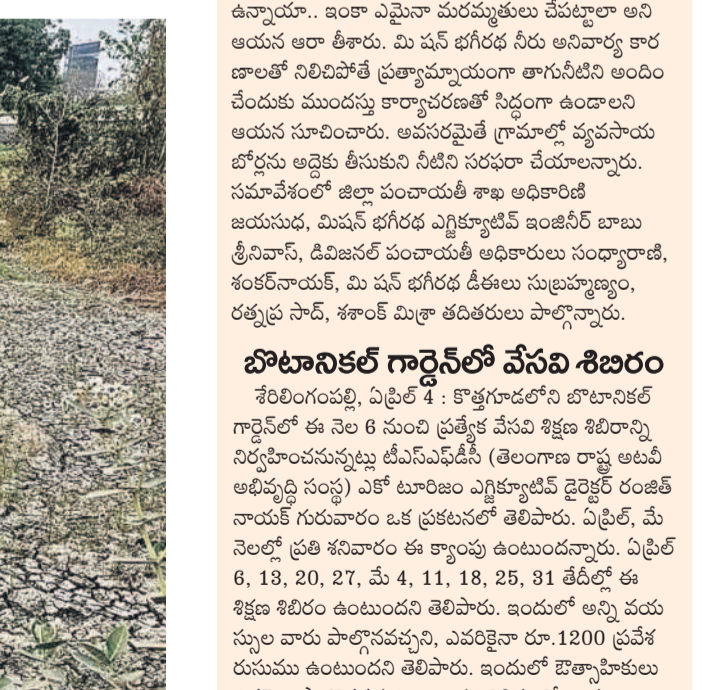 ఉన్నాయా.. ఇంకా ఎమైనా మరమ్మతులు చేపట్టాలా అని
ఆయన ఆరా తీశారు. మి షన్ భగీరథ నీరు అనివార్య కార
ణాలతో నిలిచిపోతే ప్రత్యామ్నాయంగా తాగునీటిని అందిం
చేందుకు ముందస్తు కార్యాచరణతో సిద్ధంగా ఉండాలని
ఆయన సూచించారు. అవసరమైతే గ్రామాల్లో వ్యవసాయ
బోర్లను అద్దెకు తీసుకుని నీటిని సరఫరా చేయాలన్నారు.
సమావేశంలో జిల్లా పంచాయతీ శాఖ అధికారిణి
జయసుధ, మిషన్ భగీరథ ఎగ్జిక్యూటివ్ ఇంజినీర్ బాబు
శ్రీనివాస్, డివిజనల్ పంచాయతీ అధికారులు సంధ్యారాణి,
శంకర్‌నాయక్, మి షన్ భగీరథ డీఈలు సుబ్రహ్మణ్యం,
రత్నప్ర సాద్, శశాంక్ మిశ్రా తదితరులు పాల్గొన్నారు.
బొటానికల్ గార్డెన్‌లో వేసవి శిబిరం
శేరిలింగంపల్లి, ఏప్రిల్ 4 : కొత్తగూడలోని బొటానికల్
గార్డెన్‌లో ఈ నెల 6 నుంచి ప్రత్యేక వేసవి శిక్షణ శిబిరాన్ని
నిర్వహించనున్నట్లు టీఎస్ఎఫ్‌డీసీ (తెలంగాణ రాష్ట్ర అటవీ
అభివృద్ధి సంస్థ) ఎకో టూరిజం ఎగ్జిక్యూటివ్ డైరెక్టర్ రంజిత్
నాయక్ గురువారం ఒక ప్రకటనలో తెలిపారు. ఏప్రిల్, మే
నెలల్లో ప్రతి శనివారం ఈ క్యాంపు ఉంటుందన్నారు. ఏప్రిల్
6, 13, 20, 27, మే 4, 11, 18, 25, 31 తేదీల్లో ఈ
శిక్షణ శిబిరం ఉంటుందని తెలిపారు. ఇందులో అన్ని వయ
స్సుల వారు పాల్గొనవచ్చని, ఎవరికైనా రూ.1200 ప్రవేశ
రుసుము ఉంటుందని తెలిపారు. ఇందులో ఔత్సాహికులు